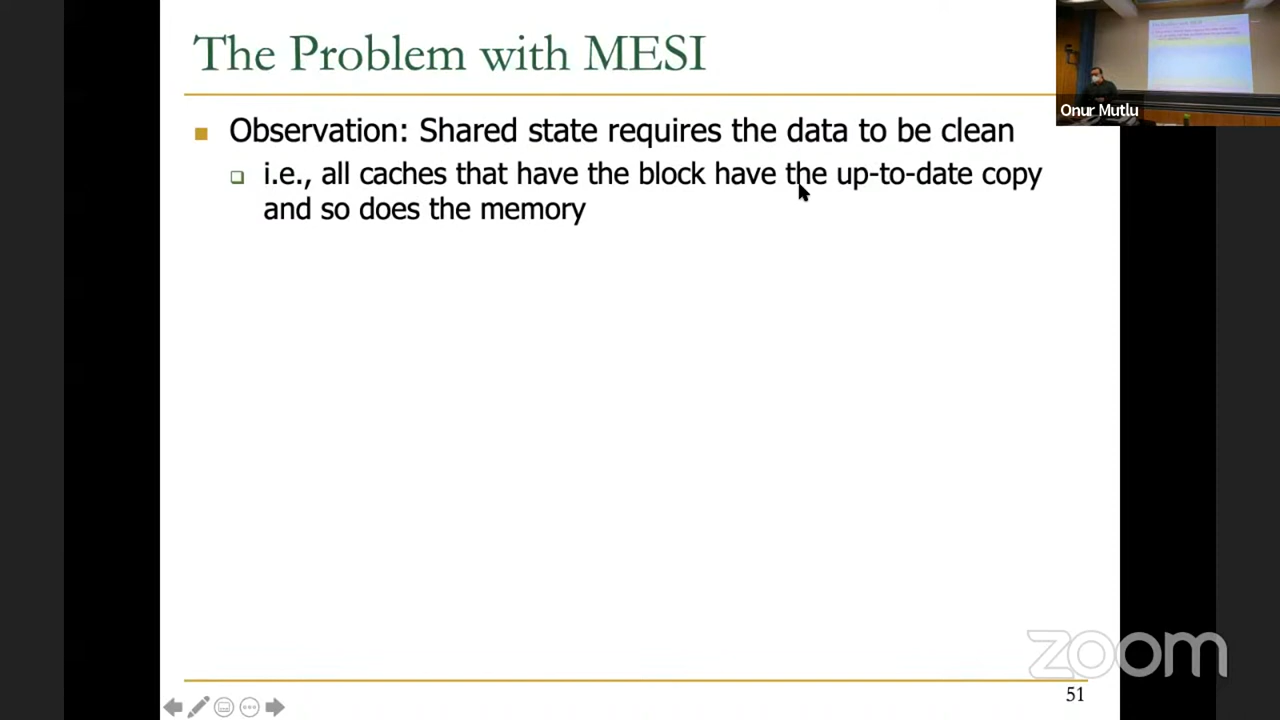 The Problem with MESI
Observation: Shared state requires the data to be clean
i.e., all caches that have the block have the up-to-date copy
and so does the memory
Onur Mutlu
zoom
51